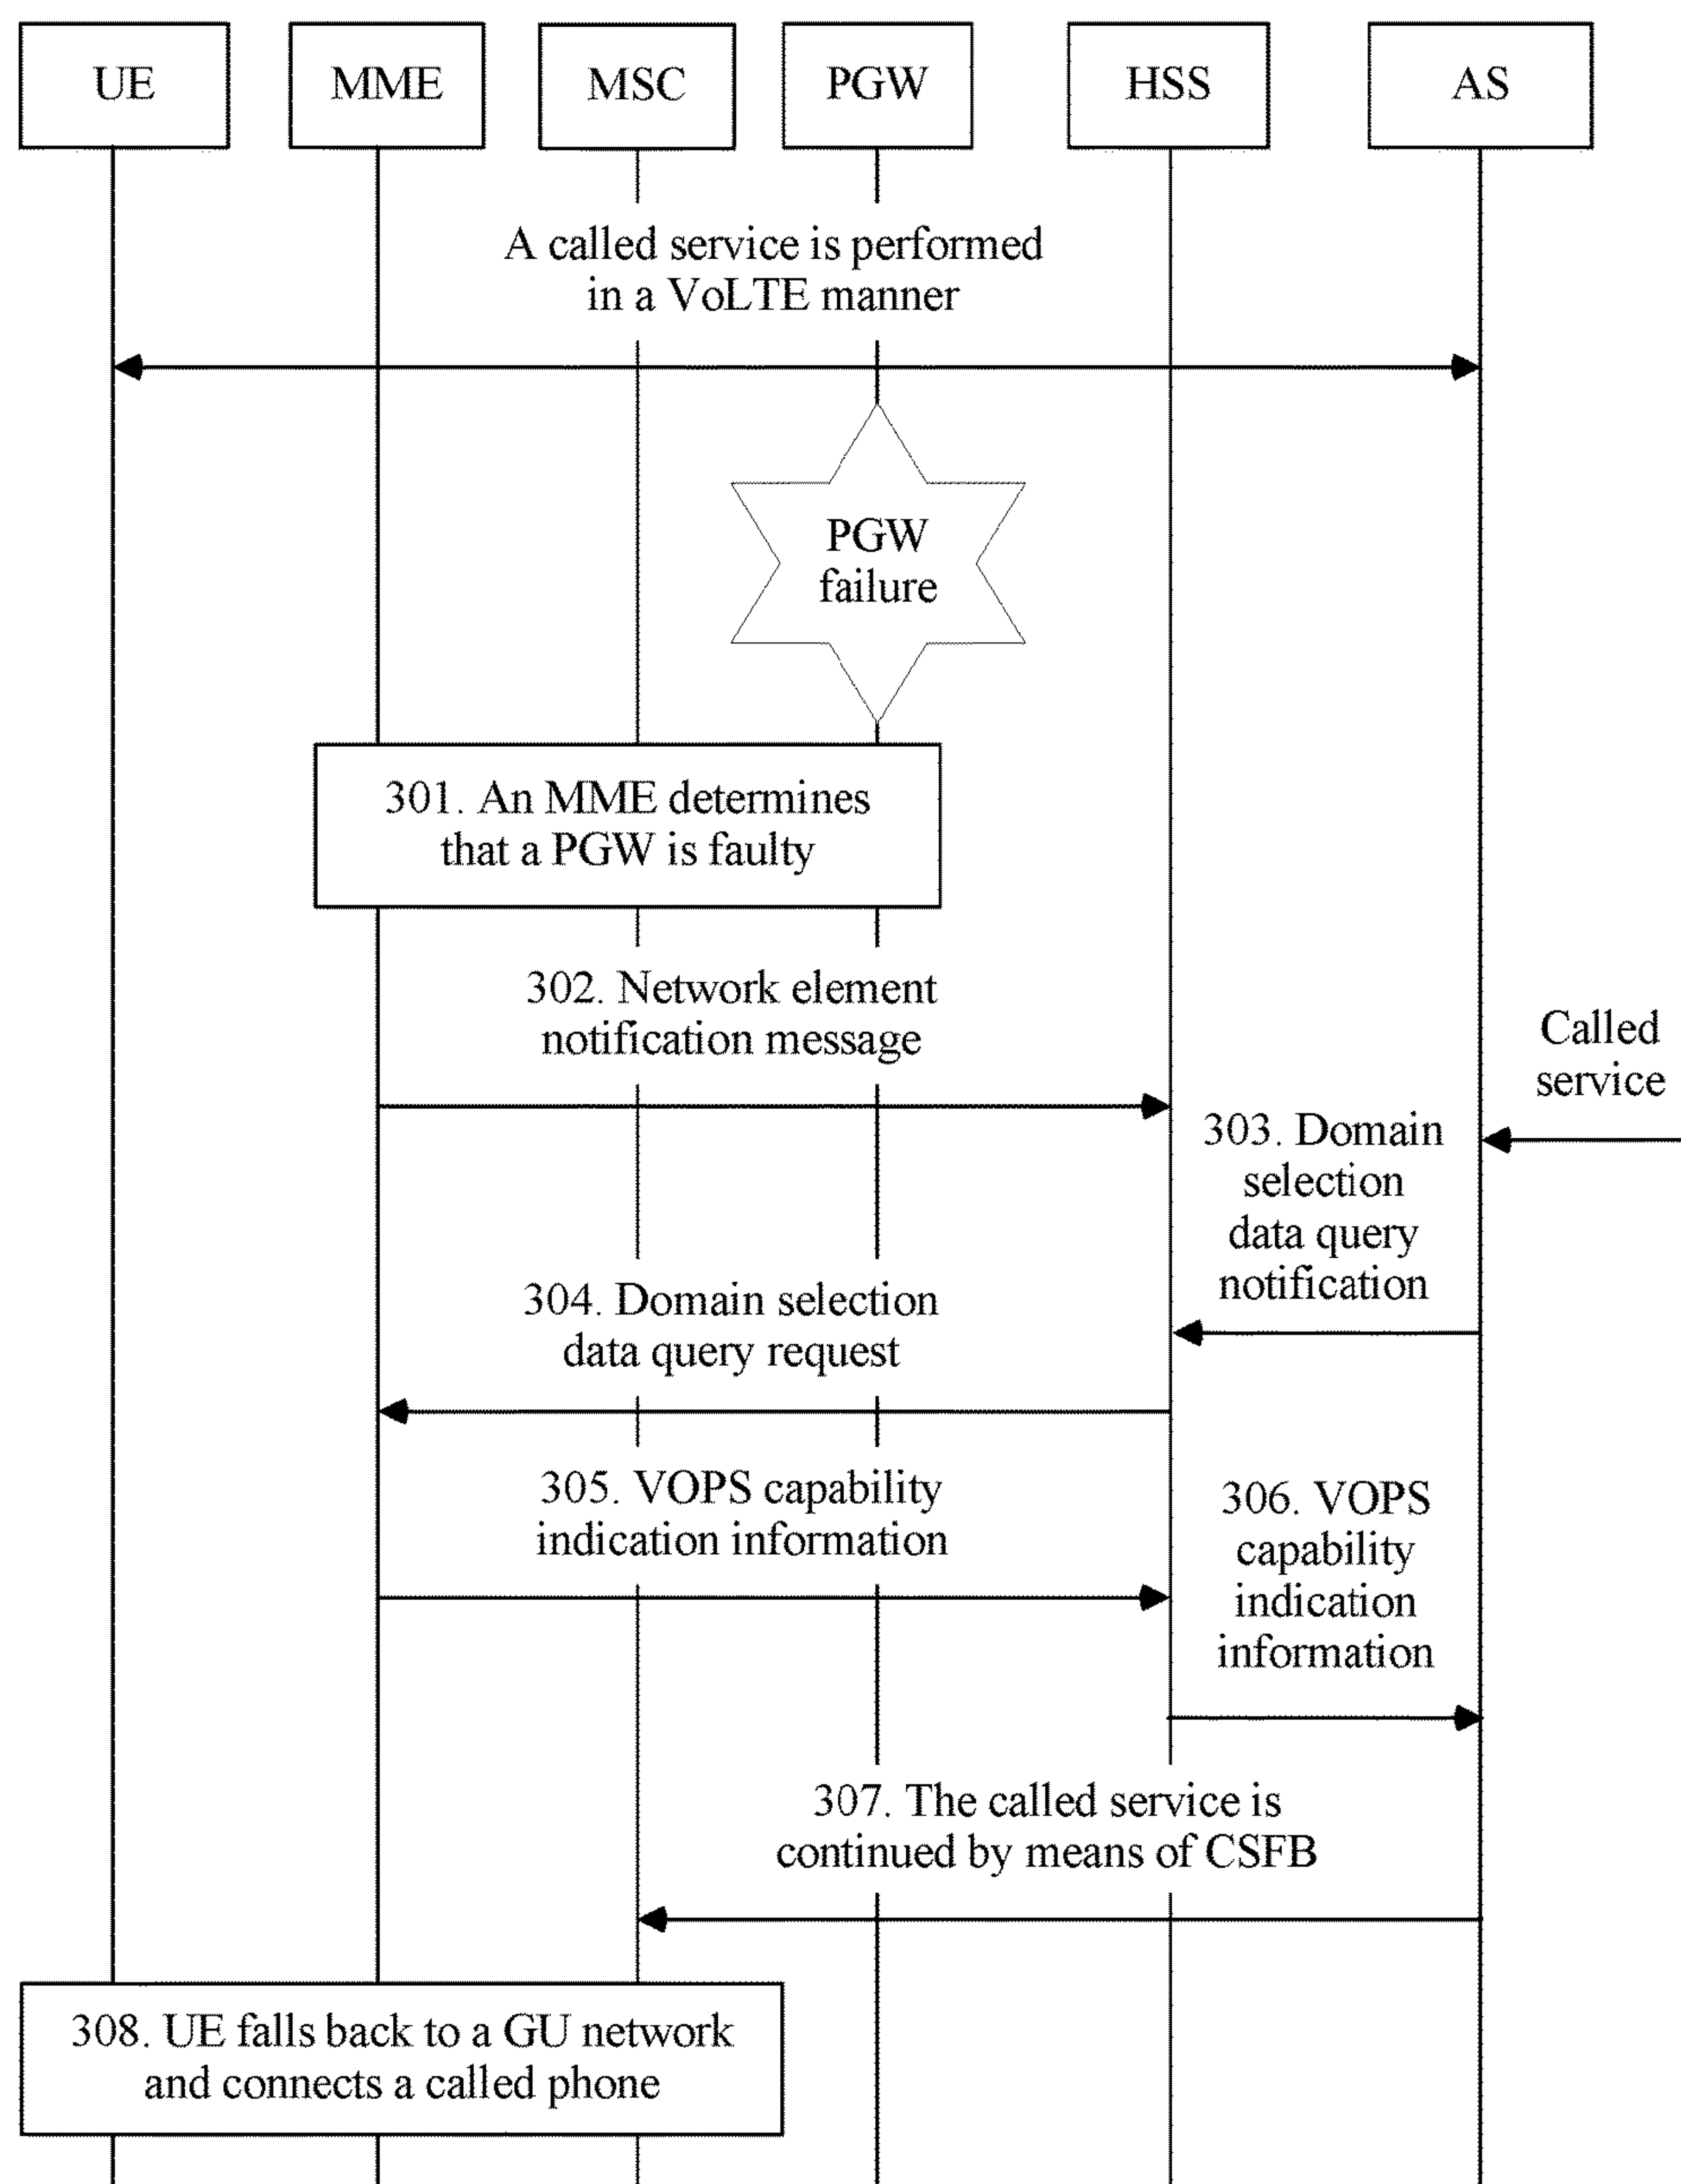 UE
MME
MSC
PGW
HSS
AS
A called service is performed
in a VoLTE manner
PGW
failure
301. An MME determines
that a PGW is faulty
302. Network element
notification message
Called
service
303. Domain
selection
data query
notification
304. Domain selection
data query request
305. VOPS capability
indication information
306. VOPS
capability
indication
information
307. The called service is
continued by means of CSFB
308. UE falls back to a GU network
and connects a called phone